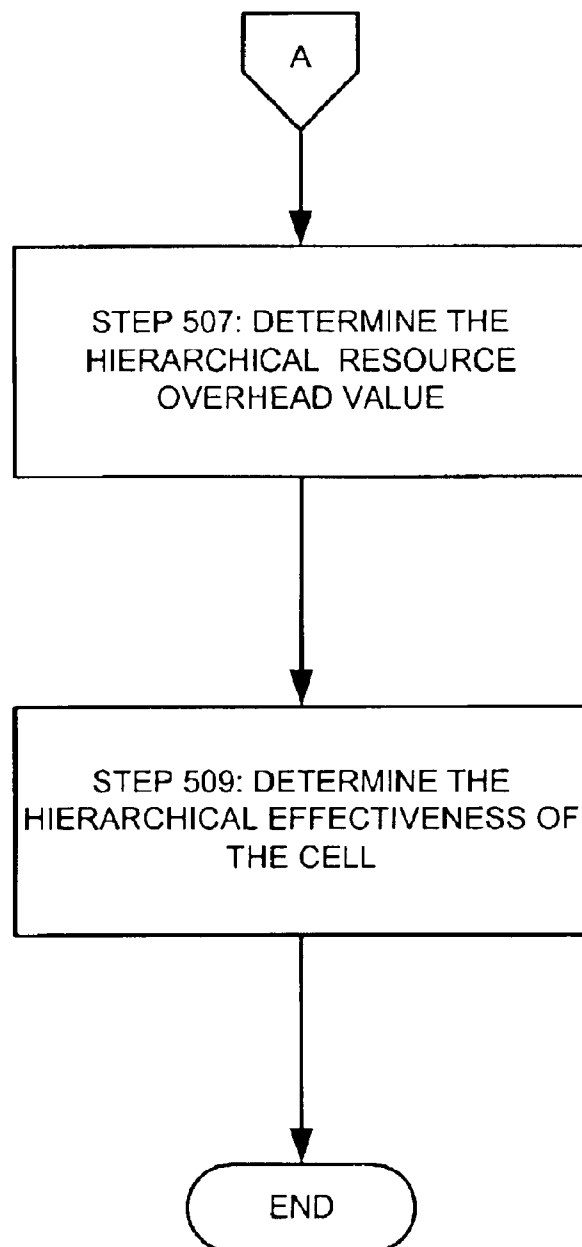 A
STEP 507: DETERMINE THE
HIERARCHICAL RESOURCE
OVERHEAD VALUE
STEP 509: DETERMINE THE
HIERARCHICAL EFFECTIVENESS OF
THE CELL
END